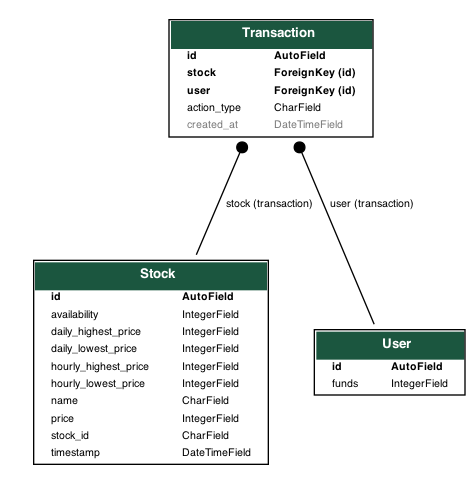 Transaction
id AutoField
stock ForeignKey (id)
user ForeignKey (id)
action_type CharField
created_at DateTimeField
stock (transaction) user (transaction)
Stock
id AutoField
availability IntegerField
daily_highest_price IntegerField
daily_lowest_price IntegerField
hourly_highest_price IntegerField
hourly_lowest_price IntegerField
name CharField
price IntegerField
stock_id CharField
timestamp DateTimeField
User
id AutoField
funds IntegerField